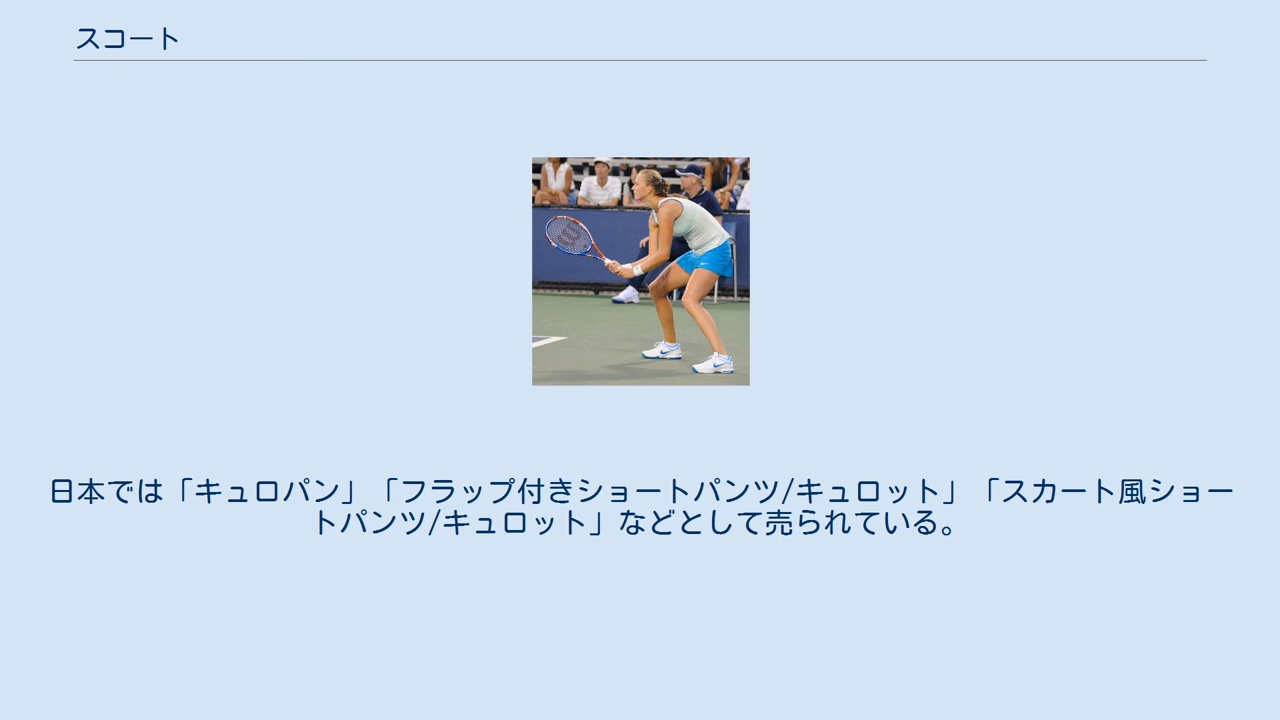 スコート
日本では「キュロパン」「フラップ付きショートパンツ/キュロット」「スカート風ショー
トパンツ/キュロット」などとして売られている。